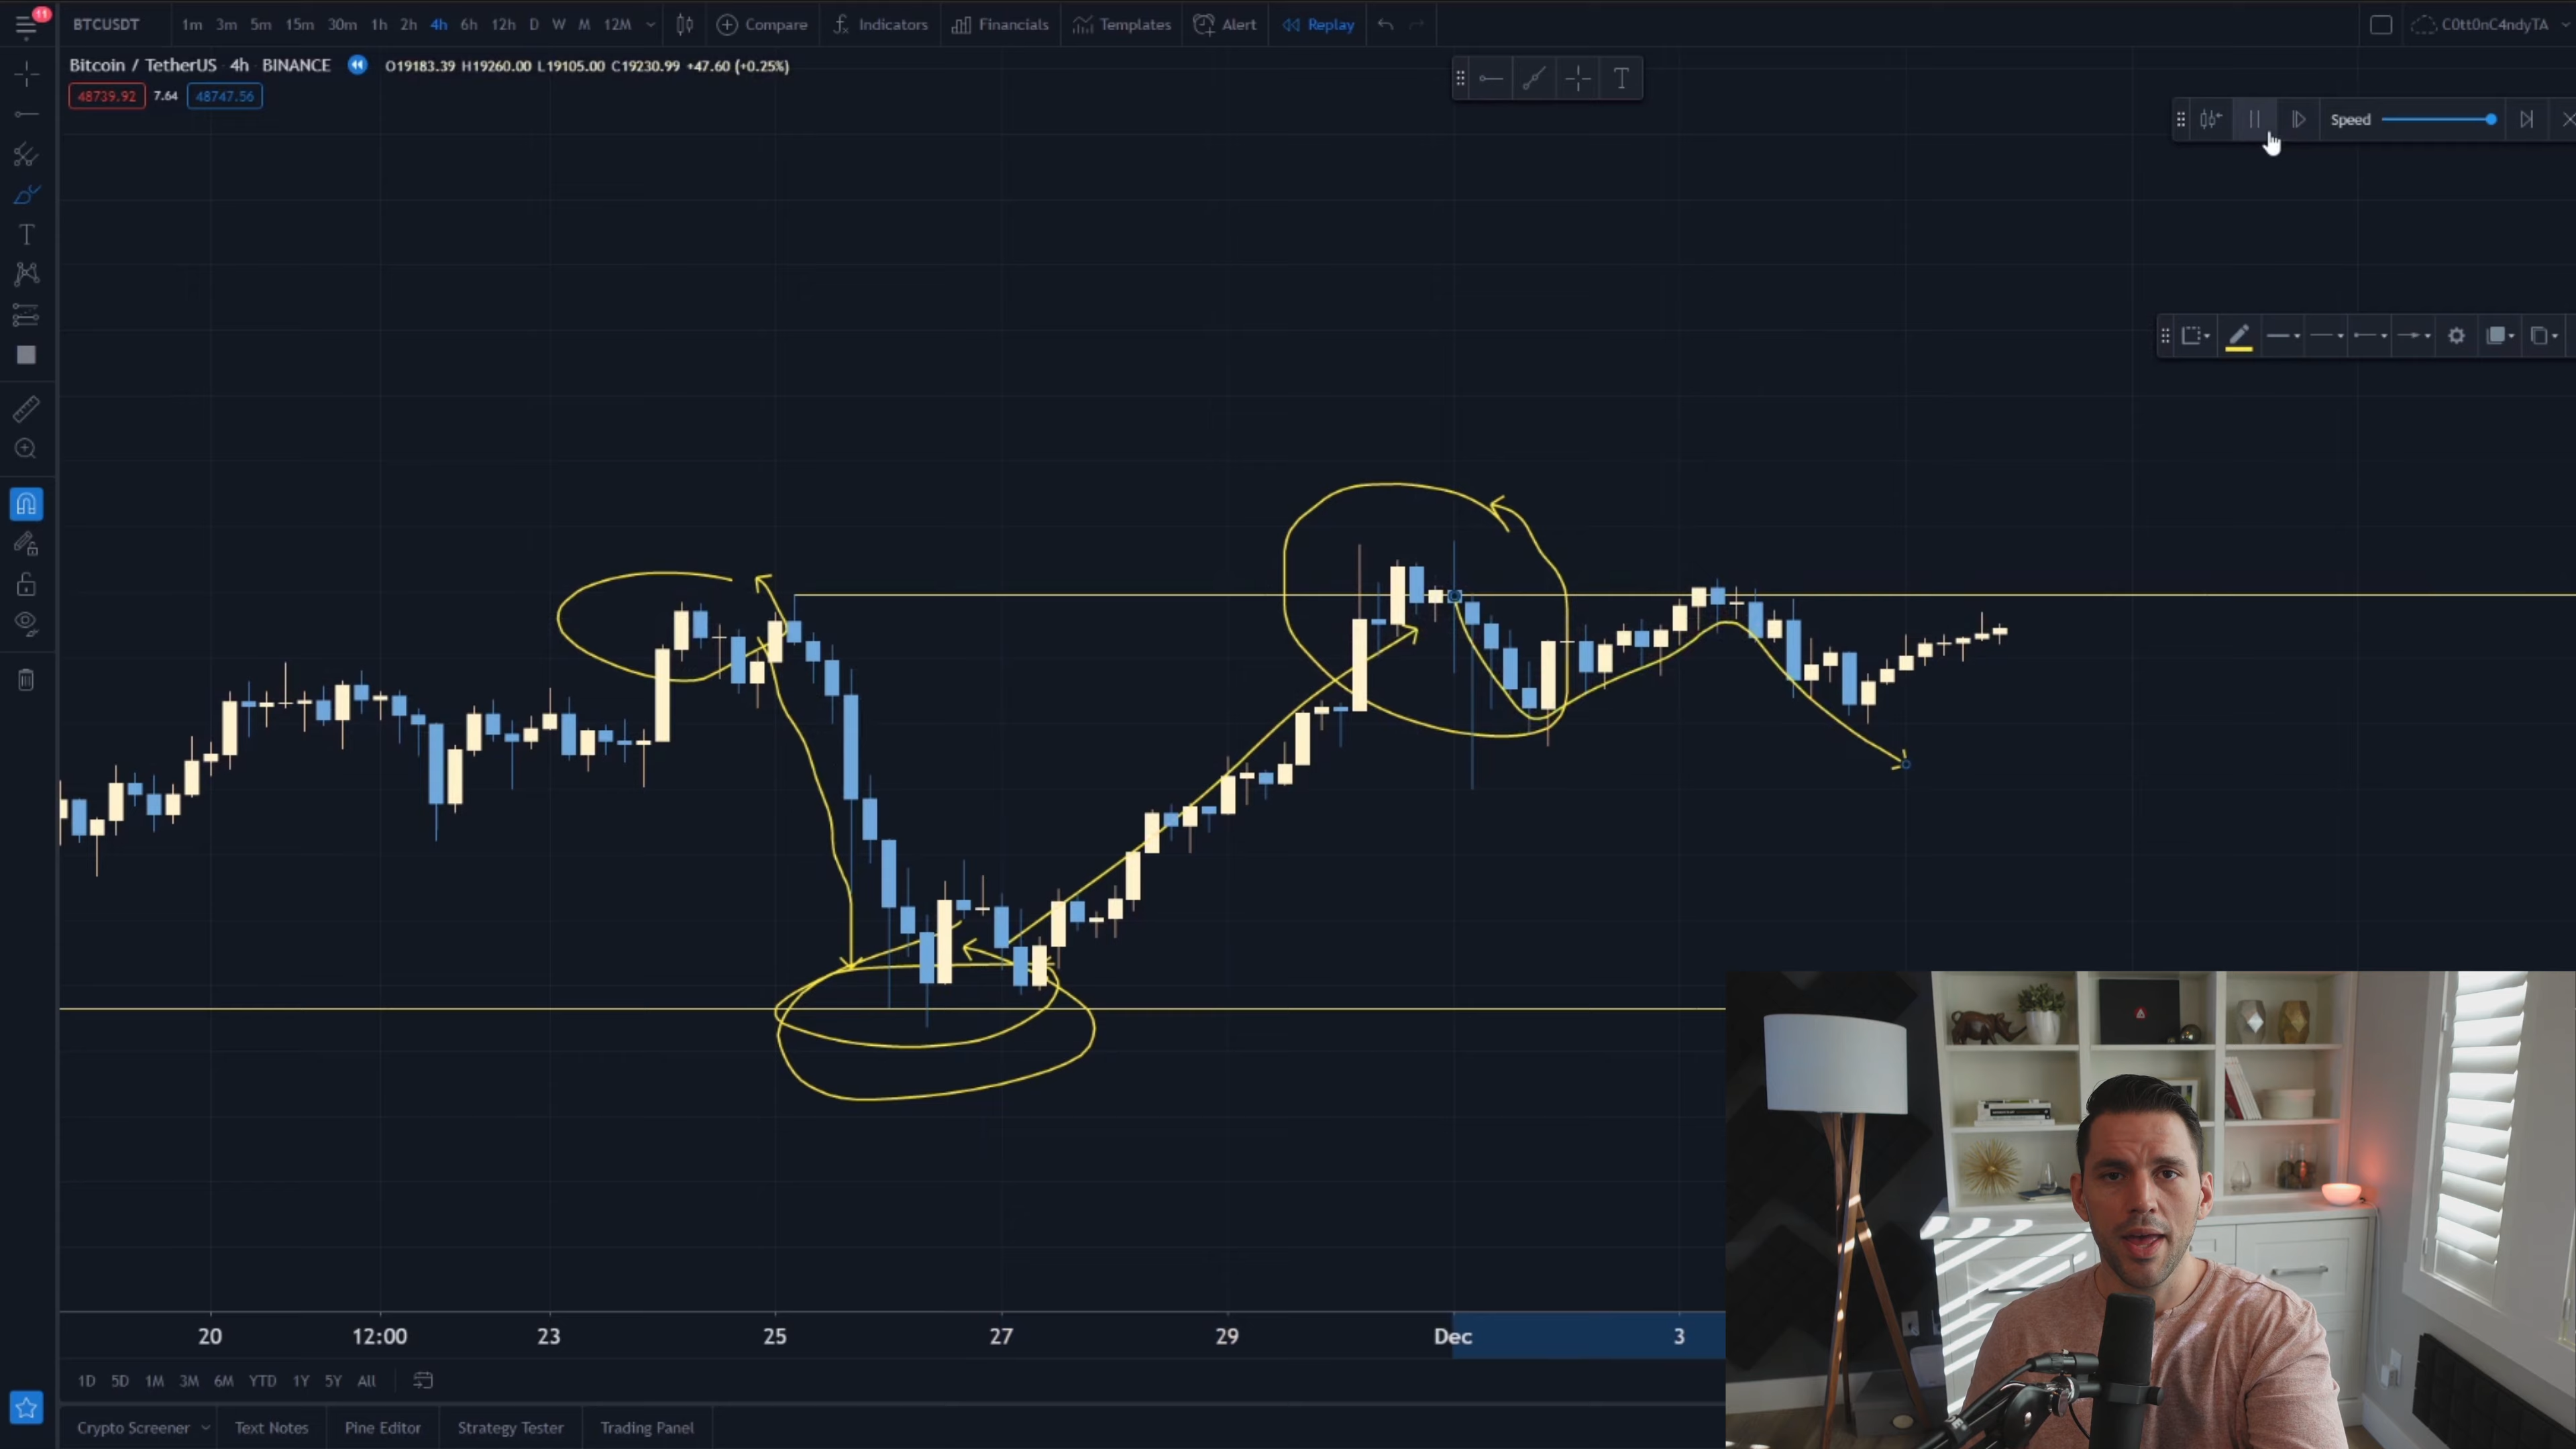 11
BTCUSDT 1m 3m 5m 15m 30m 1h 2h 4h 6h 12h D W M 12M Compare Indicators Financials Templates Alert Replay C0tt0nC4ndyTA
Bitcoin / TetherUS 4h BINANCE O19183.39 H19260.00 L19105.00 C19230.99 +47.60 (+0.25%)
48739.92 7.64 48747.56
T
Speed
T
20 12:00 23 25 27 29 Dec 3
1D 5D 1M 3M 6M YTD 1Y 5Y All
Crypto Screener Text Notes Pine Editor Strategy Tester Trading Panel